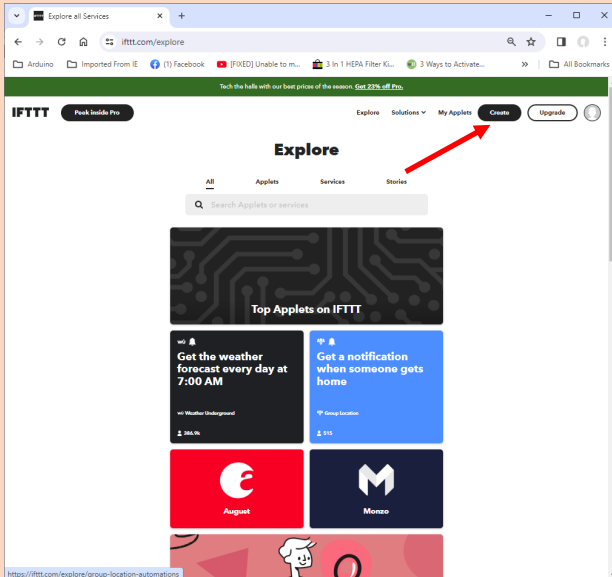 Explore all Services
ifttt.com/explore
Arduino
Imported From IE
(1) Facebook
[FIXED] Unable to m...
3 In 1 HEPA Filter Ki...
3 Ways to Activate...
»
All Bookmarks
Tech the halls with our best prices of the season. Get 23% off Pro.
IFTTT
Peek inside Pro
Explore
Solutions
My Applets
Create
Upgrade
Explore
All
Applets
Services
Stories
Search Applets or services
Top Applets on IFTTT
wu
Get the weather
forecast every day at
7:00 AM
wu Weather Underground
386.9k
Get a notification
when someone gets
home
Group Location
515
August
Monzo
https://ifttt.com/explore/group-location-automations